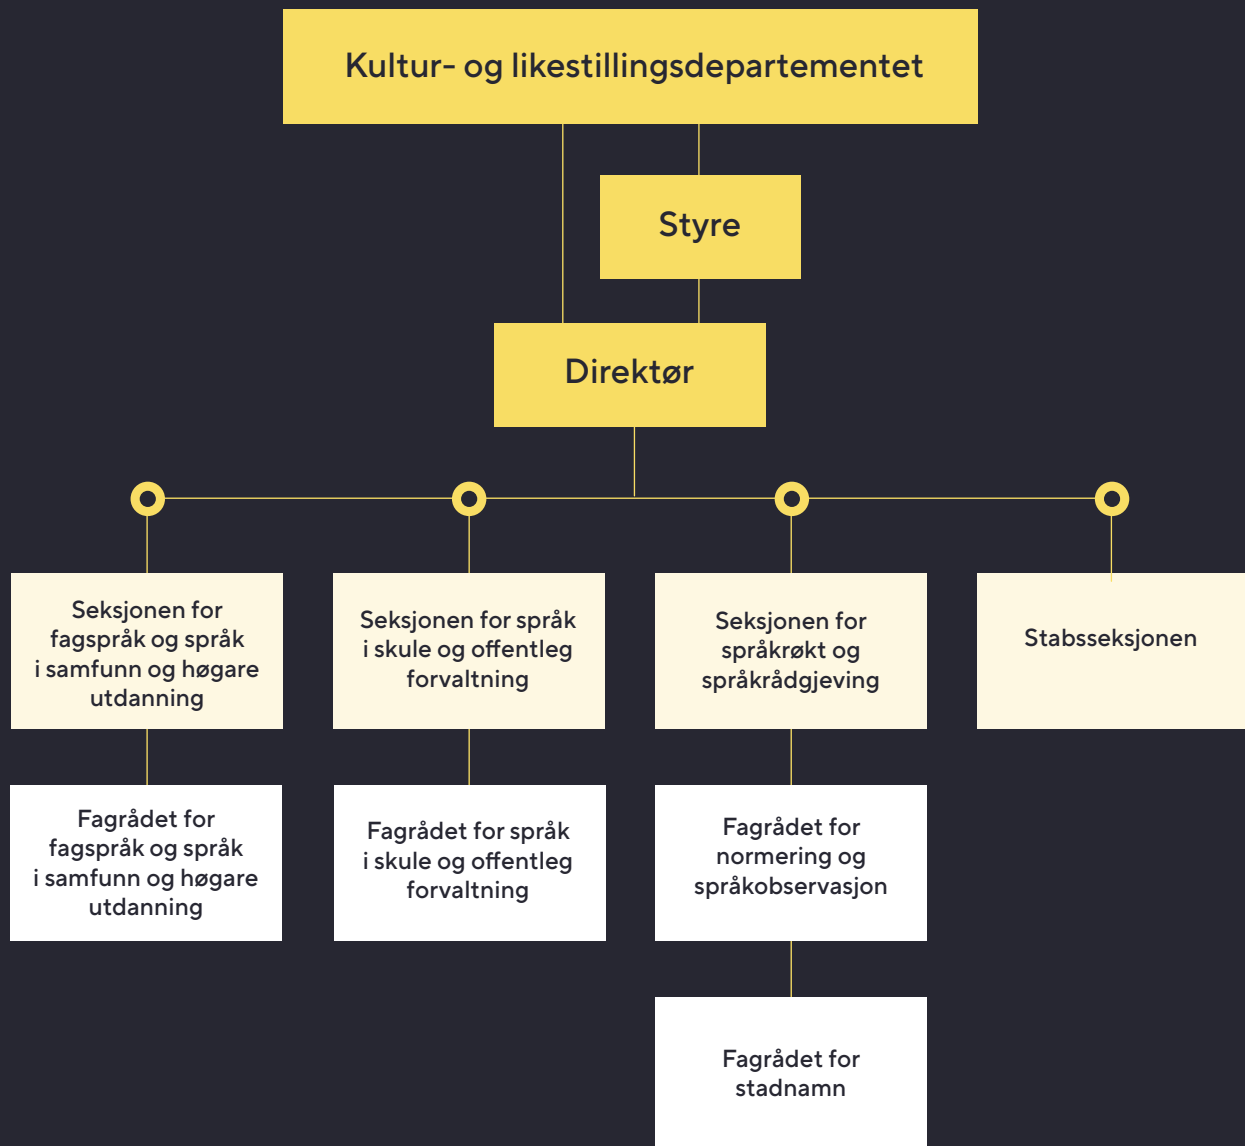 Kultur- og likestillingsdepartementet
Styre
Direktør
Seksjonen for
fagspråk og språk
i samfunn og høgare
utdanning
Seksjonen for språk
i skule og offentleg
forvaltning
Seksjonen for
språkrøkt og
språkrådgjeving
Stabsseksjonen
Fagrådet for
fagspråk og språk
i samfunn og høgare
utdanning
Fagrådet for språk
i skule og offentleg
forvaltning
Fagrådet for
normering og
språkobservasjon
Fagrådet for
stadnamn